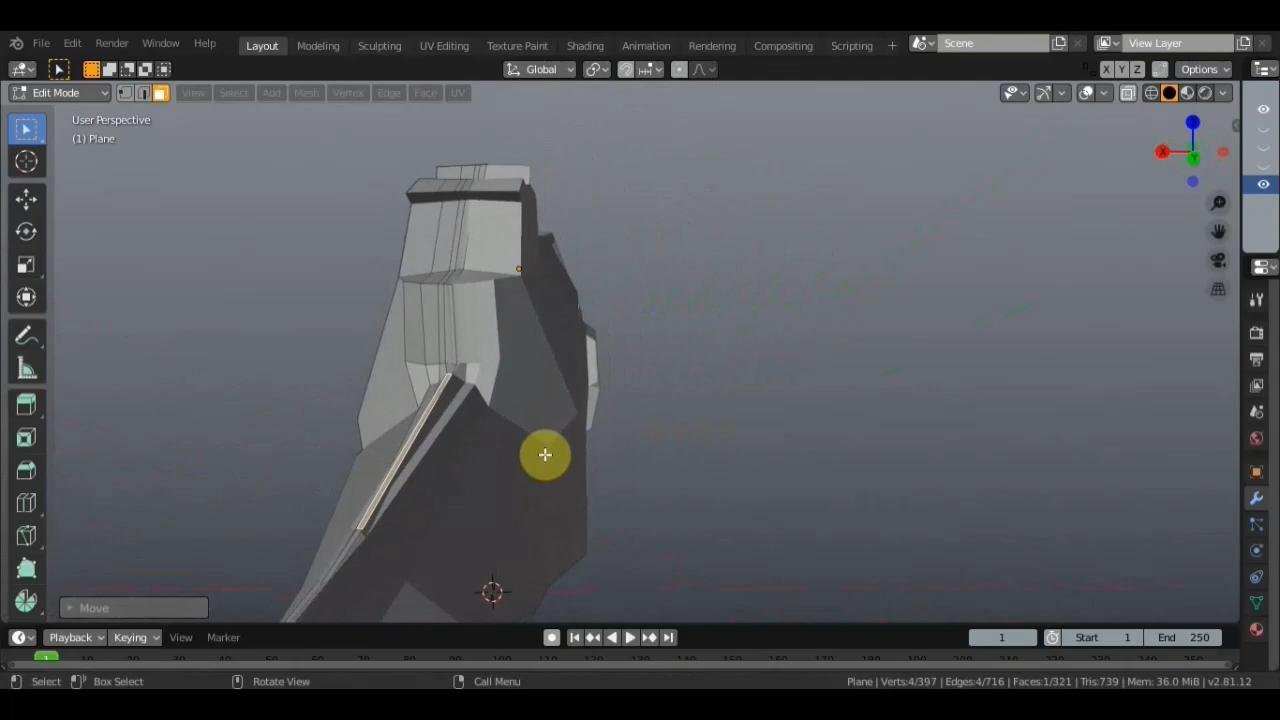 File Edit Render Window Help Layout Modeling Sculpting UV Editing Texture Paint Shading Animation Rendering Compositing Scripting + Scene View Layer
Global X Y Z Options
Edit Mode View Select Add Mesh Vertex Edge Face UV
User Perspective
(1) Plane
Z
X
Y
Move
Playback Keying View Marker 1 Start 1 End 250
1
Select Box Select Rotate View Call Menu Plane | Verts:4/397 | Edges:4/716 | Faces:1/321 | Tris:739 | Mem: 36.0 MiB | v2.81.12